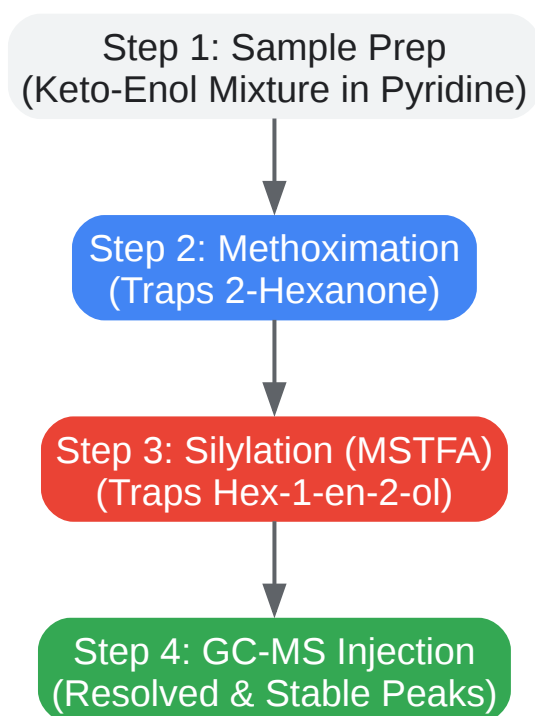 Step 1: Sample Prep
(Keto-Enol Mixture in Pyridine)
Step 2: Methoximation
(Traps 2-Hexanone)
Step 3: Silylation (MSTFA)
(Traps Hex-1-en-2-ol)
Step 4: GC-MS Injection
(Resolved & Stable Peaks)